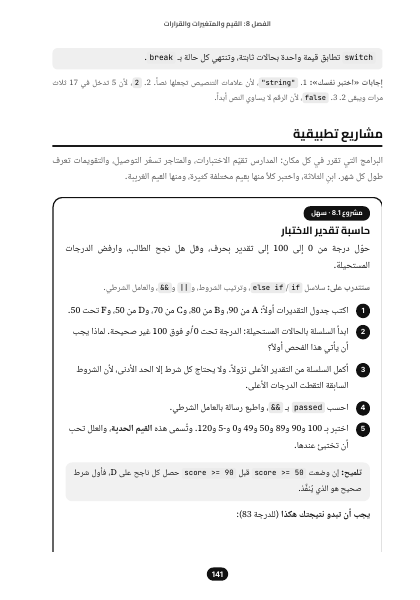 الفصل 8: القيم والمتغيرات والقرارات
switch تطابق قيمة واحدة بحالات ثابتة، وتنتهي كل حالة بـ break .
إجابات «اختبر نفسك»: 1. "string" ، لأن علامات التنصيص تجعلها نصاً. 2. 2 ، لأن 5 تدخل في 17 ثلاث
مرات ويبقى 2. 3. false ، لأن الرقم لا يساوي النص أبداً.
مشاريع تطبيقية
البرامج التي تقرر في كل مكان: المدارس تقيّم الاختبارات، والمتاجر تسعّر التوصيل، والتقويمات تعرف
طول كل شهر. ابنِ الثلاثة، واختبر كلاً منها بقيم مختلفة كثيرة، ومنها القيم الغريبة.
مشروع 8.1 · سهل
حاسبة تقدير الاختبار
حوّل درجة من 0 إلى 100 إلى تقدير بحرف، وقل هل نجح الطالب، وارفض الدرجات
المستحيلة.
ستتدرب على: سلاسل else if / if ، وترتيب الشروط، و || و && ، والعامل الشرطي.
1 اكتب جدول التقديرات أولاً: A من 90، وB من 80، وC من 70، وD من 50، وF تحت 50.
2 ابدأ السلسلة بالحالات المستحيلة: الدرجة تحت 0 أو فوق 100 غير صحيحة. لماذا يجب
أن يأتي هذا الفحص أولاً؟
3 أكمل السلسلة من التقدير الأعلى نزولاً. ولا يحتاج كل شرط إلا الحد الأدنى، لأن الشروط
السابقة التقطت الدرجات الأعلى.
4 احسب passed بـ && ، واطبع رسالة بالعامل الشرطي.
5 اختبر بـ 100 و90 و89 و50 و49 و0 و-5 و120. وتُسمى هذه القيم الحدية، والعلل تحب
أن تختبئ عندها.
تلميح: إن وضعت score >= 50 قبل score >= 90 حصل كل ناجح على D، فأول شرط
صحيح هو الذي يُنفَّذ.
يجب أن تبدو نتيجتك هكذا (للدرجة 83):
141